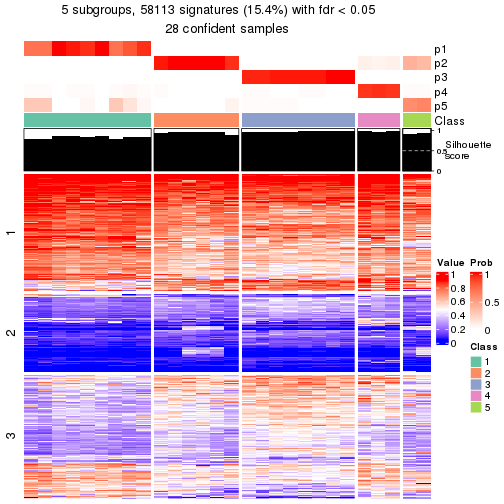 5 subgroups, 58113 signatures (15.4%) with fdr < 0.05
28 confident samples
p1
p2
p3
p4
p5
Class
1
0.5
0
Silhouette
score
1
2
3
Value
1
0.8
0.6
0.4
0.2
0
Prob
1
0.5
0
Class
1
2
3
4
5